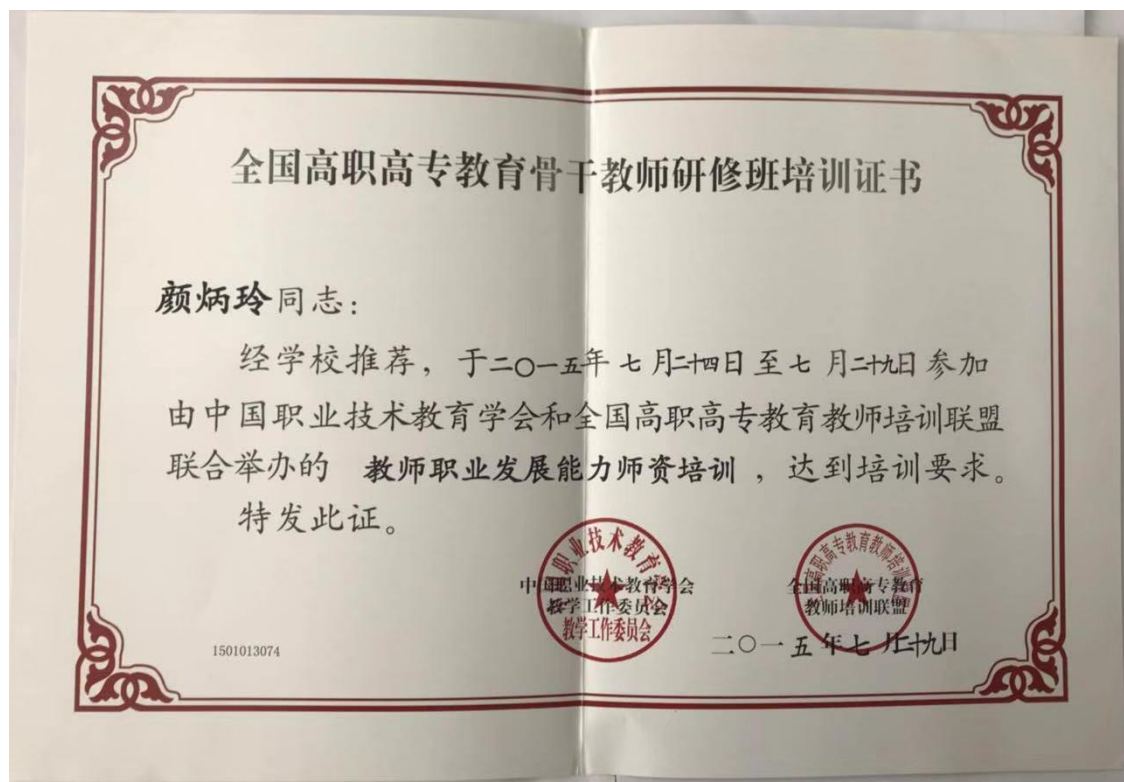 全国高职高专教育骨干教师研修班培训证书
颜炳玲同志：
经学校推荐，于二〇一五年七月二十四日至七月二十九日参加
由中国职业技术教育学会和全国高职高专教育教师培训联盟
联合举办的 教师职业发展能力师资培训，达到培训要求。
特发此证。
中国职业技术教育学会
教学工作委员会
教学工作委员会
全国高职高专教育
教师培训联盟
二〇一五年七月二十九日
1501013074